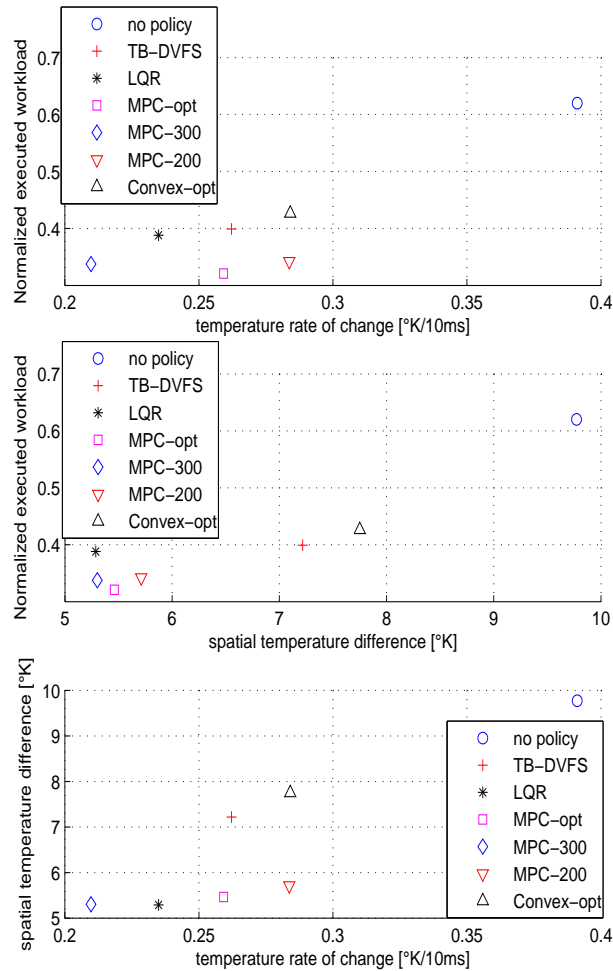 no policy
TB−DVFS
LQR
MPC−opt
MPC−300
MPC−200
Convex−opt
0.7
0.6
0.5
0.4
Normalized executed workload
0.2
0.25
0.3
0.35
0.4
temperature rate of change [°K/10ms]
no policy
TB−DVFS
LQR
MPC−opt
MPC−300
MPC−200
Convex−opt
0.7
0.6
0.5
0.4
Normalized executed workload
5
6
7
8
9
10
spatial temperature difference [°K]
10
9
8
7
6
5
spatial temperature difference [°K]
no policy
TB−DVFS
LQR
MPC−opt
MPC−300
MPC−200
Convex−opt
0.2
0.25
0.3
0.35
0.4
temperature rate of change [°K/10ms]